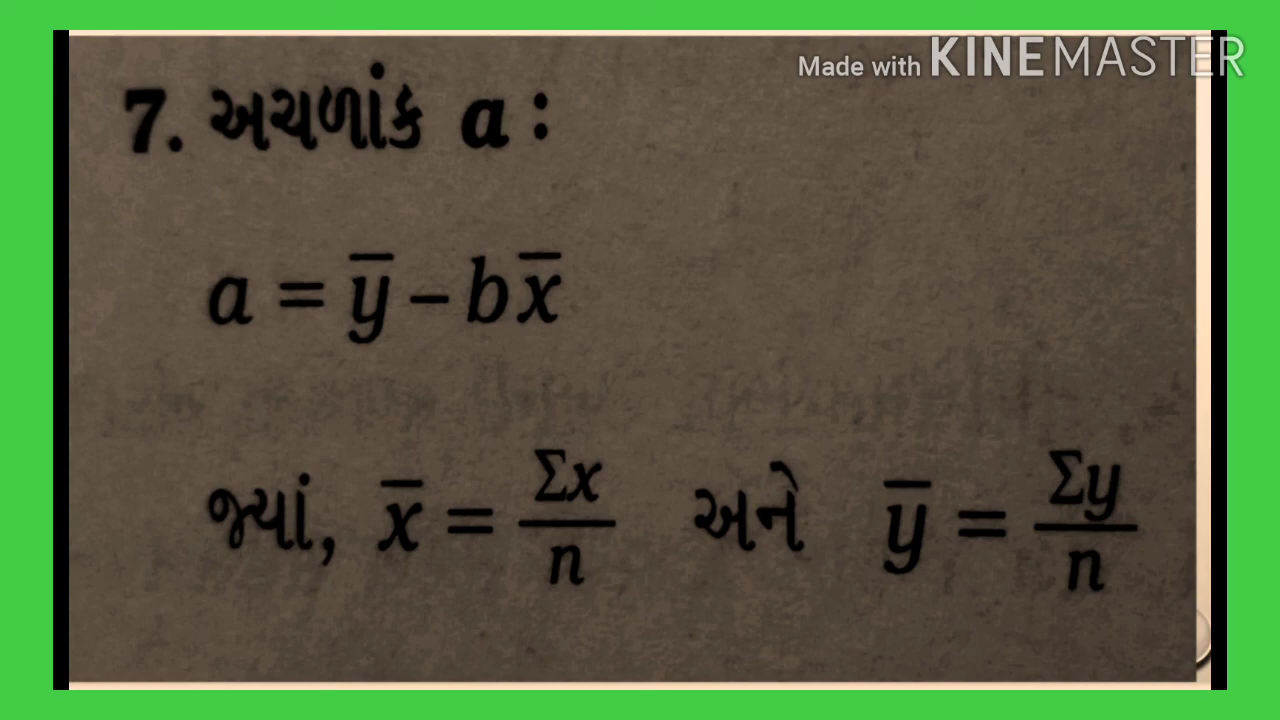 Made with KINEMASTER
7. અચળાંક a :
a = y̅ – bx̅
જ્યાં, x̅ = Σx/n અને y̅ = Σy/n